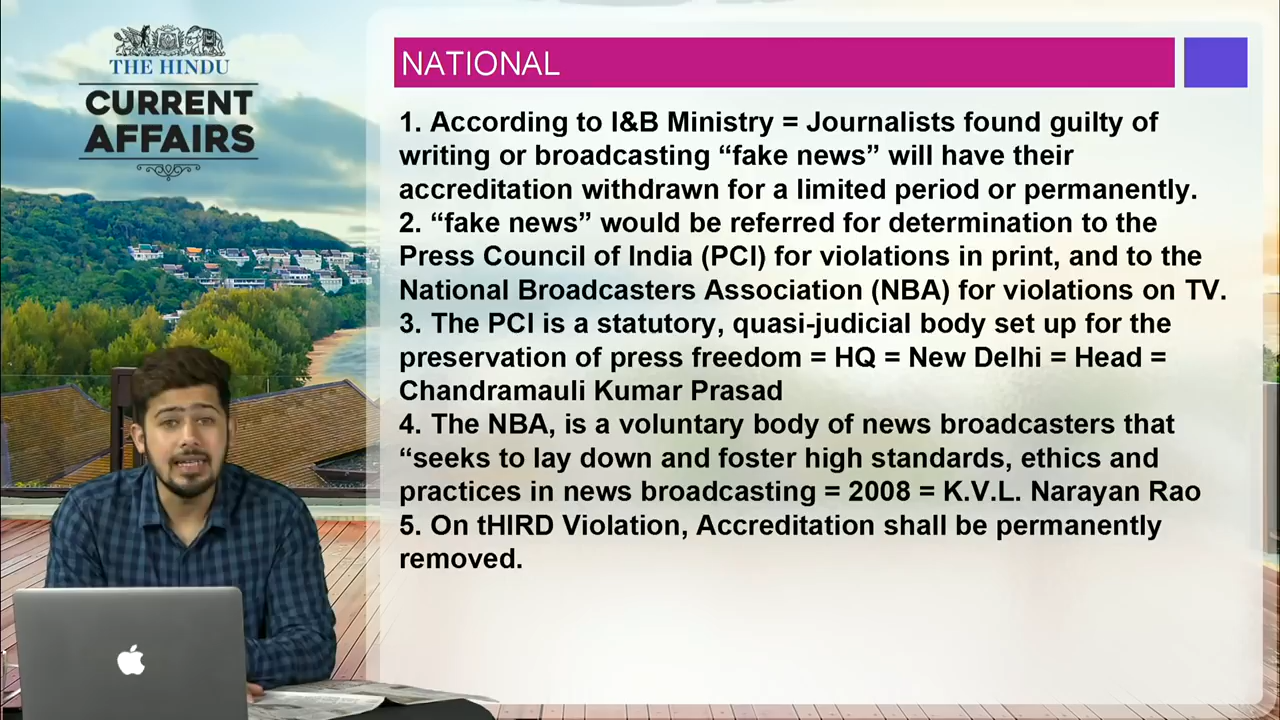 THE HINDU
CURRENT
AFFAIRS
NATIONAL
1. According to I&B Ministry = Journalists found guilty of
writing or broadcasting “fake news” will have their
accreditation withdrawn for a limited period or permanently.
2. “fake news” would be referred for determination to the
Press Council of India (PCI) for violations in print, and to the
National Broadcasters Association (NBA) for violations on TV.
3. The PCI is a statutory, quasi-judicial body set up for the
preservation of press freedom = HQ = New Delhi = Head =
Chandramauli Kumar Prasad
4. The NBA, is a voluntary body of news broadcasters that
“seeks to lay down and foster high standards, ethics and
practices in news broadcasting = 2008 = K.V.L. Narayan Rao
5. On tHIRD Violation, Accreditation shall be permanently
removed.